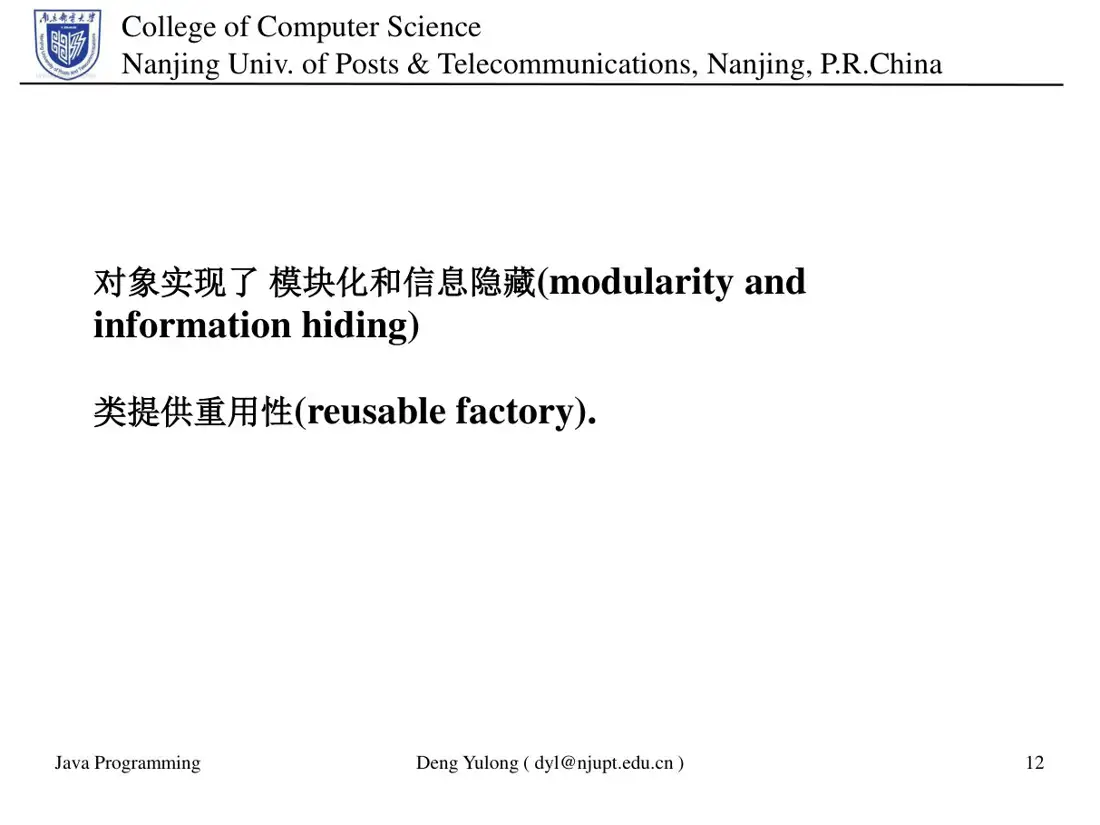 College of Computer Science
Nanjing Univ. of Posts & Telecommunications, Nanjing, P.R.China
对象实现了 模块化和信息隐藏(modularity and
information hiding)
类提供重用性(reusable factory).
Java Programming
Deng Yulong ( dyl@njupt.edu.cn )
12